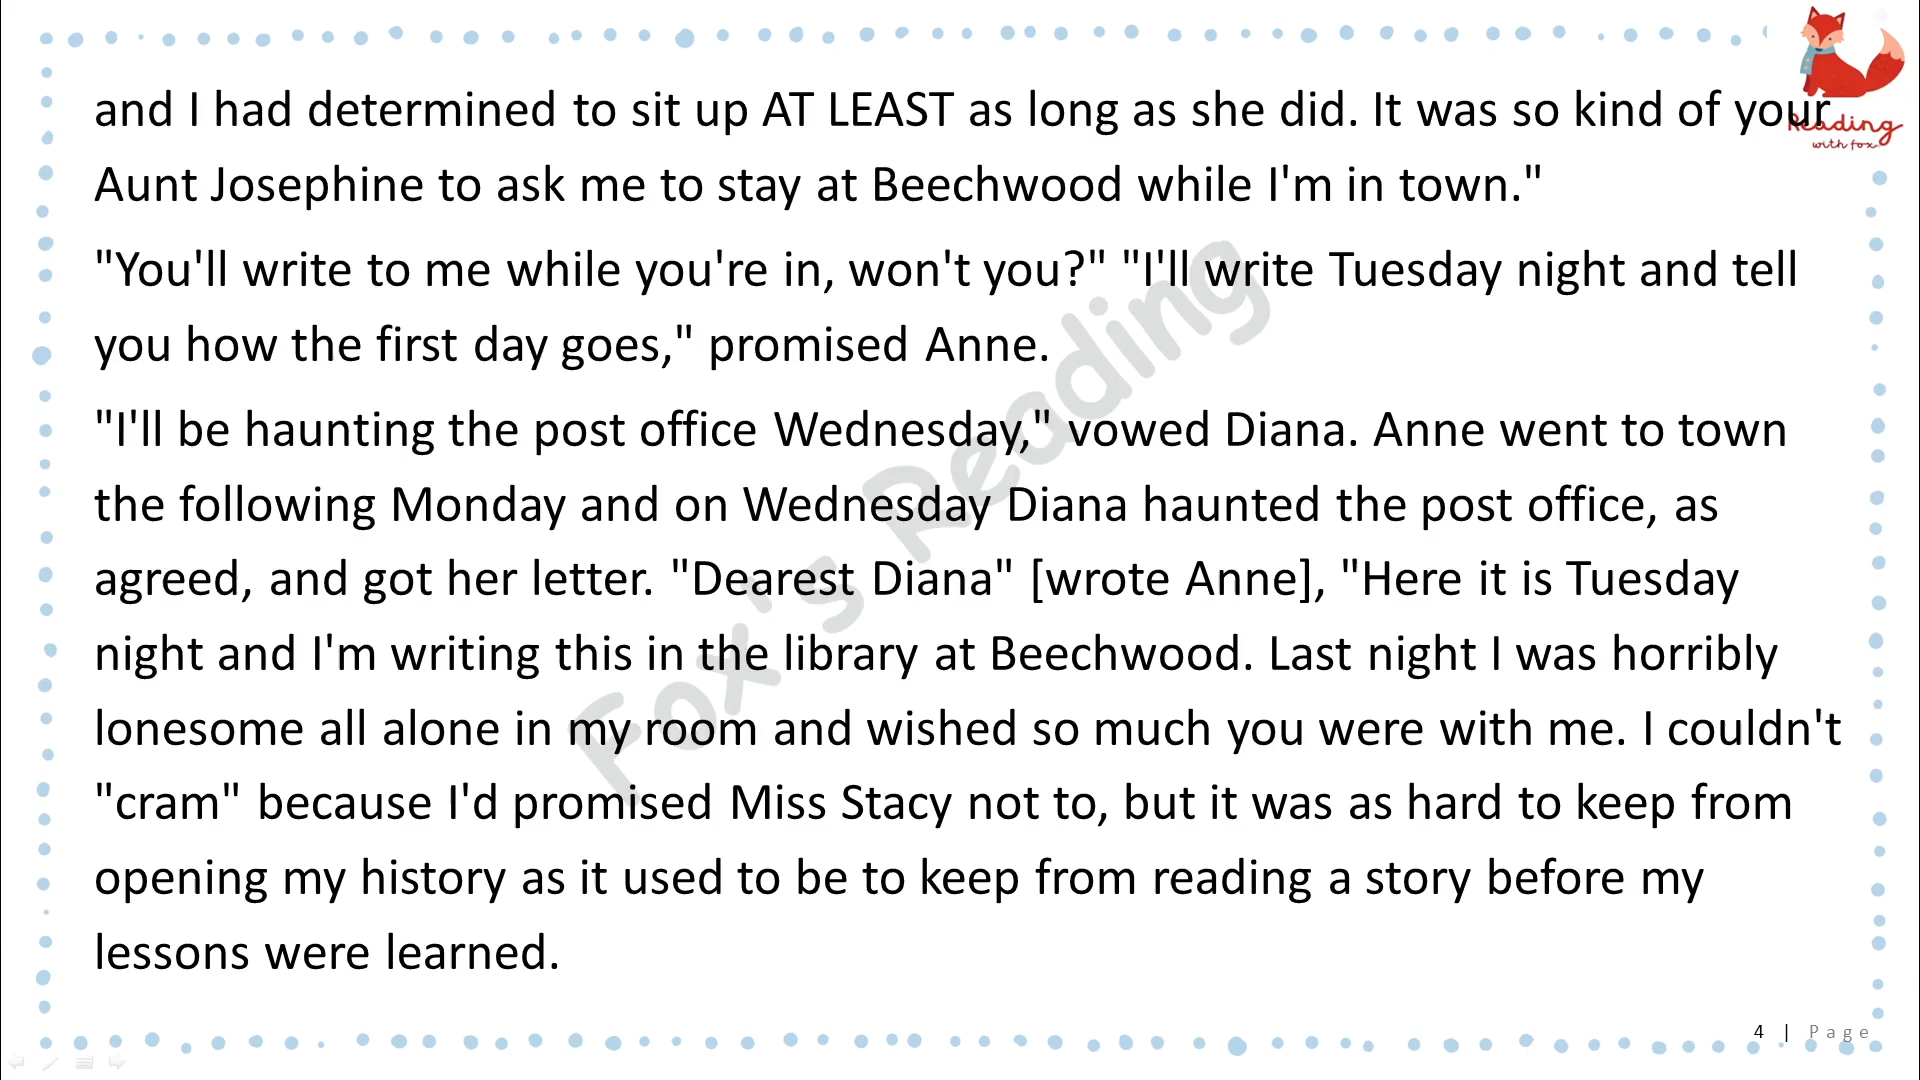 and I had determined to sit up AT LEAST as long as she did. It was so kind of your
Reading
with fox
Aunt Josephine to ask me to stay at Beechwood while I'm in town."
"You'll write to me while you're in, won't you?" "I'll write Tuesday night and tell
you how the first day goes," promised Anne.
"I'll be haunting the post office Wednesday," vowed Diana. Anne went to town
the following Monday and on Wednesday Diana haunted the post office, as
agreed, and got her letter. "Dearest Diana" [wrote Anne], "Here it is Tuesday
night and I'm writing this in the library at Beechwood. Last night I was horribly
lonesome all alone in my room and wished so much you were with me. I couldn't
"cram" because I'd promised Miss Stacy not to, but it was as hard to keep from
opening my history as it used to be to keep from reading a story before my
lessons were learned.
Fox's Reading
4 | Page